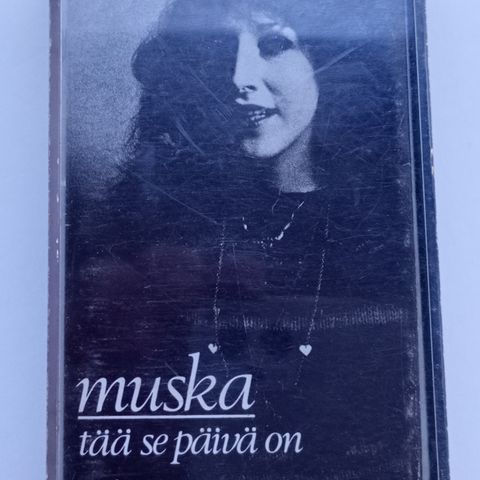 muska
tää se päivä on